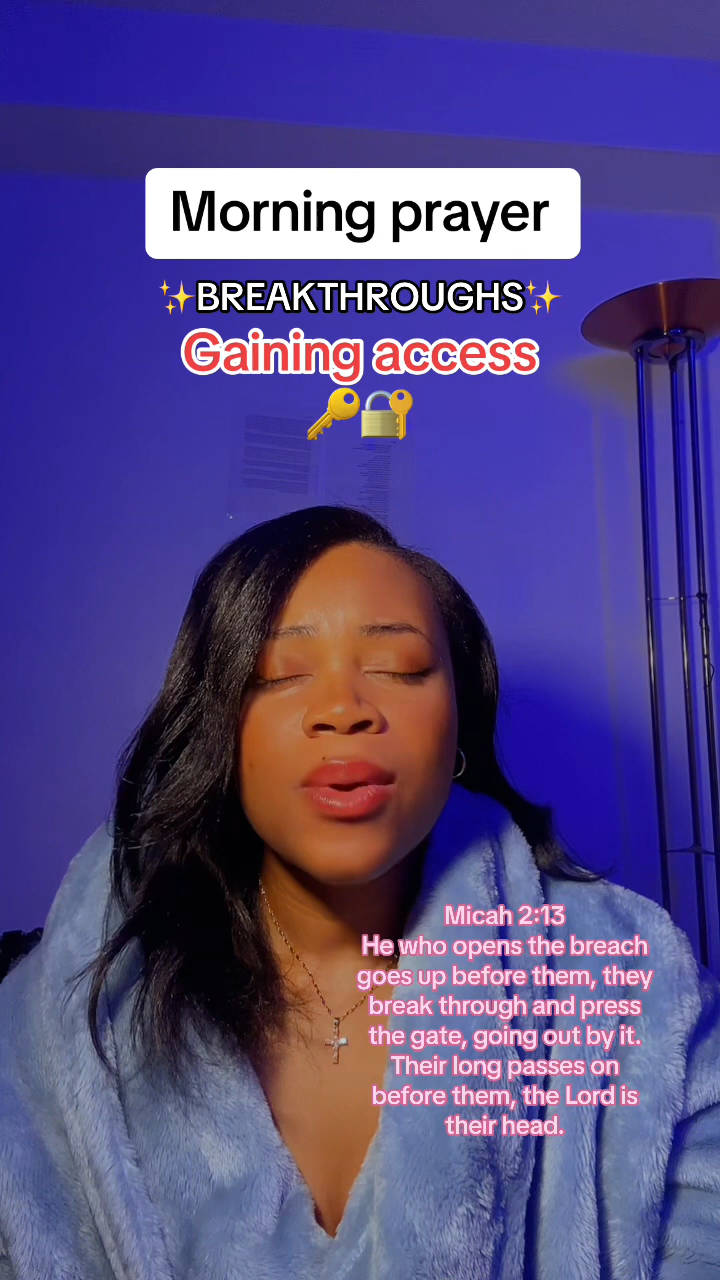 Morning prayer
✨BREAKTHROUGHS✨
Gaining access
🔑🔐
Micah 2:13
He who opens the breach
goes up before them, they
break through and press
the gate, going out by it.
Their long passes on
before them, the Lord is
their head.